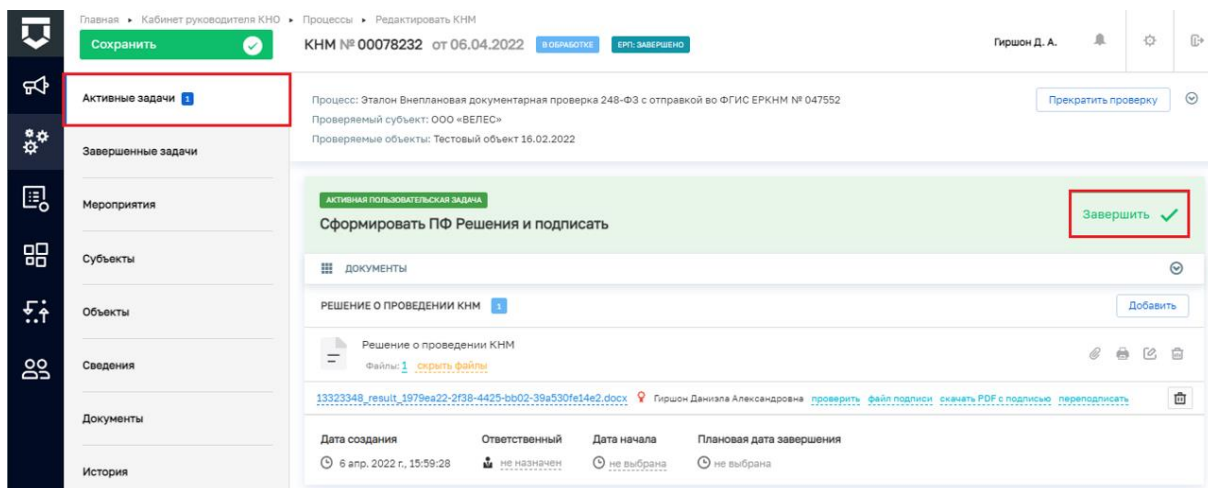 Главная ▸ Кабинет руководителя КНО ▸ Процессы ▸ Редактировать КНМ
Сохранить
КНМ № 00078232 от 06.04.2022 В ОБРАБОТКЕ ЕРП: ЗАВЕРШЕНО
Гиршон Д. А.
Активные задачи 1
Завершенные задачи
Мероприятия
Субъекты
Объекты
Сведения
Документы
История
Процесс: Эталон Внеплановая документарная проверка 248-ФЗ с отправкой во ФГИС ЕРКНМ № 047552
Прекратить проверку
Проверяемый субъект: ООО «ВЕЛЕС»
Проверяемые объекты: Тестовый объект 16.02.2022
АКТИВНАЯ ПОЛЬЗОВАТЕЛЬСКАЯ ЗАДАЧА
Сформировать ПФ Решения и подписать
Завершить
ДОКУМЕНТЫ
РЕШЕНИЕ О ПРОВЕДЕНИИ КНМ 1
Добавить
Решение о проведении КНМ
Файлы: 1 скрыть файлы
13323348_result_1979ea22-2f38-4425-bb02-39a530fe14e2.docx Гиршон Даниэла Александровна проверить файл подписи скачать PDF с подписью переподписать
Дата создания Ответственный Дата начала Плановая дата завершения
6 апр. 2022 г., 15:59:28 не назначен не выбрана не выбрана